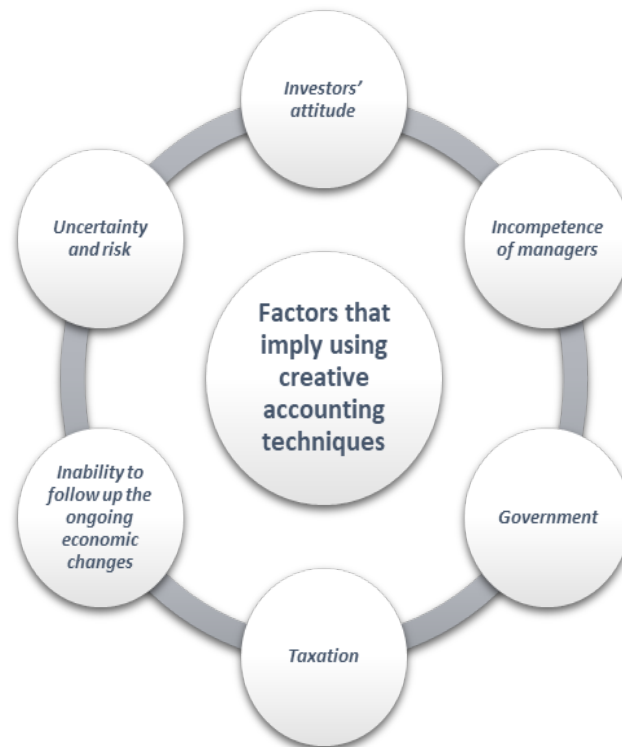 Investors'
attitude
Uncertainty
and risk
Incompetence
of managers
Factors that
imply using
creative
accounting
techniques
Inability to
follow up the
ongoing
economic
changes
Government
Taxation